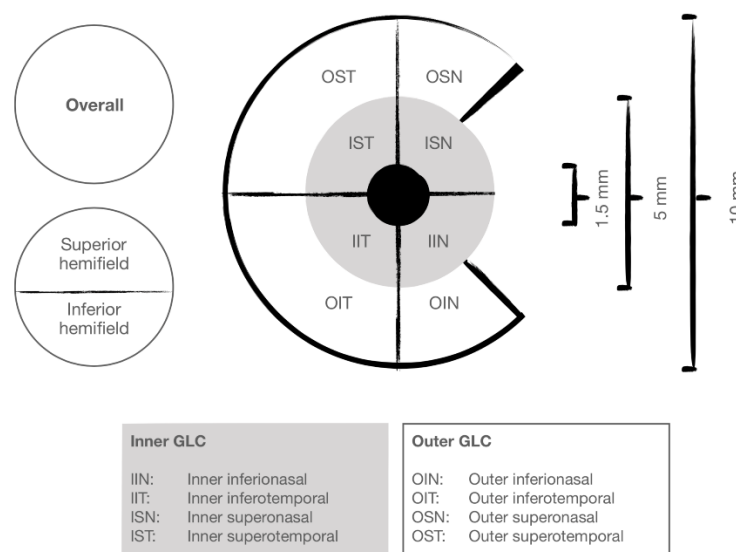 Overall
Superior
hemifield
Inferior
hemifield
OST
OSN
IST
ISN
IIT
IIN
OIT
OIN
1.5 mm
5 mm
10 mm
Inner GLC
IIN: Inner inferionasal
IIT: Inner inferotemporal
ISN: Inner superonasal
IST: Inner superotemporal
Outer GLC
OIN: Outer inferionasal
OIT: Outer inferotemporal
OSN: Outer superonasal
OST: Outer superotemporal